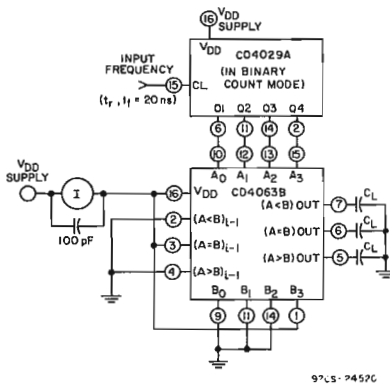 16 VDD SUPPLY
VDD
CD4029A
(IN BINARY COUNT MODE)
INPUT FREQUENCY
15 CL
(tr, tf = 20 ns)
Q1 Q2 Q3 Q4
6 11 14 2
10 12 13 15
A0 A1 A2 A3
VDD SUPPLY
I
100 pF
16 VDD
CD4063B
2 (A<B)i-1
3 (A=B)i-1
4 (A>B)i-1
(A<B) OUT 7 CL
(A=B) OUT 6 CL
(A>B) OUT 5 CL
B0 B1 B2 B3
9 11 14 1
92CS-24520